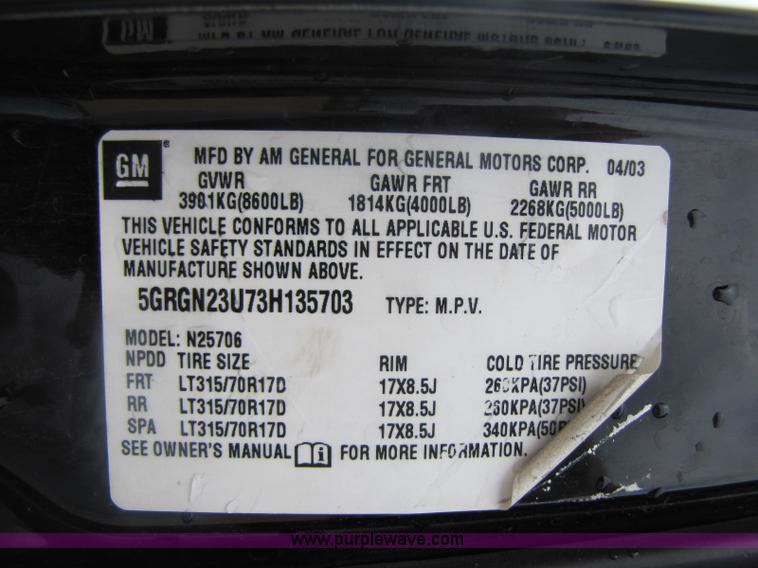 GM
MFD BY AM GENERAL FOR GENERAL MOTORS CORP. 04/03
GVWR GAWR FRT GAWR RR
3901KG(8600LB) 1814KG(4000LB) 2268KG(5000LB)
THIS VEHICLE CONFORMS TO ALL APPLICABLE U.S. FEDERAL MOTOR
VEHICLE SAFETY STANDARDS IN EFFECT ON THE DATE OF
MANUFACTURE SHOWN ABOVE.
5GRGN23U73H135703 TYPE: M.P.V.
MODEL: N25706
NPDD TIRE SIZE RIM COLD TIRE PRESSURE
FRT LT315/70R17D 17X8.5J 260KPA(37PSI)
RR LT315/70R17D 17X8.5J 260KPA(37PSI)
SPA LT315/70R17D 17X8.5J 340KPA(50P
SEE OWNER'S MANUAL i FOR MORE INFORMATION.
www.purplewave.com